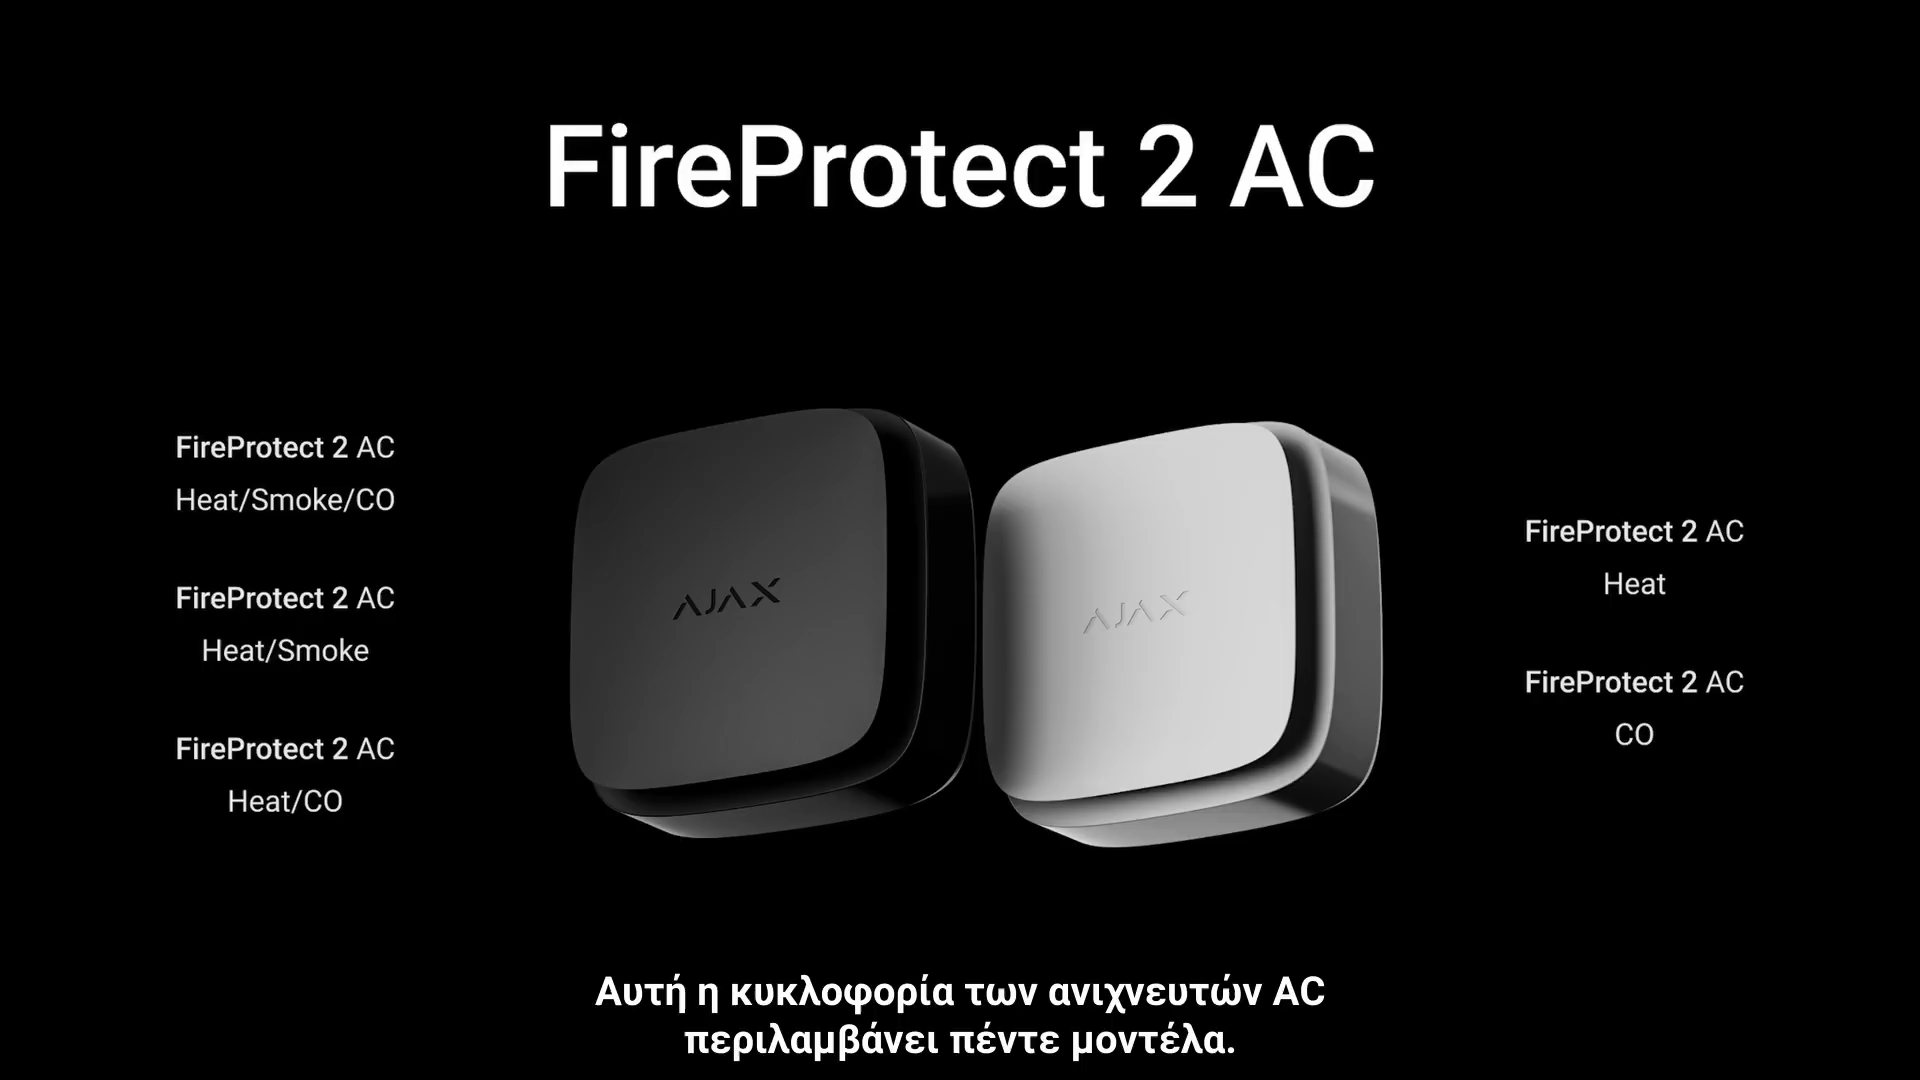 FireProtect 2 AC
FireProtect 2 AC
Heat/Smoke/CO
FireProtect 2 AC
Heat/Smoke
FireProtect 2 AC
Heat/CO
AJAX
AJAX
FireProtect 2 AC
Heat
FireProtect 2 AC
CO
Αυτή η κυκλοφορία των ανιχνευτών AC
περιλαμβάνει πέντε μοντέλα.